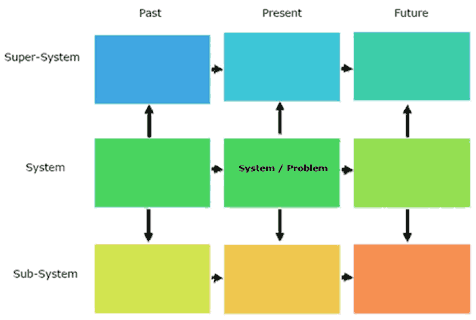 Past Present Future
Super-System
System System / Problem
Sub-System